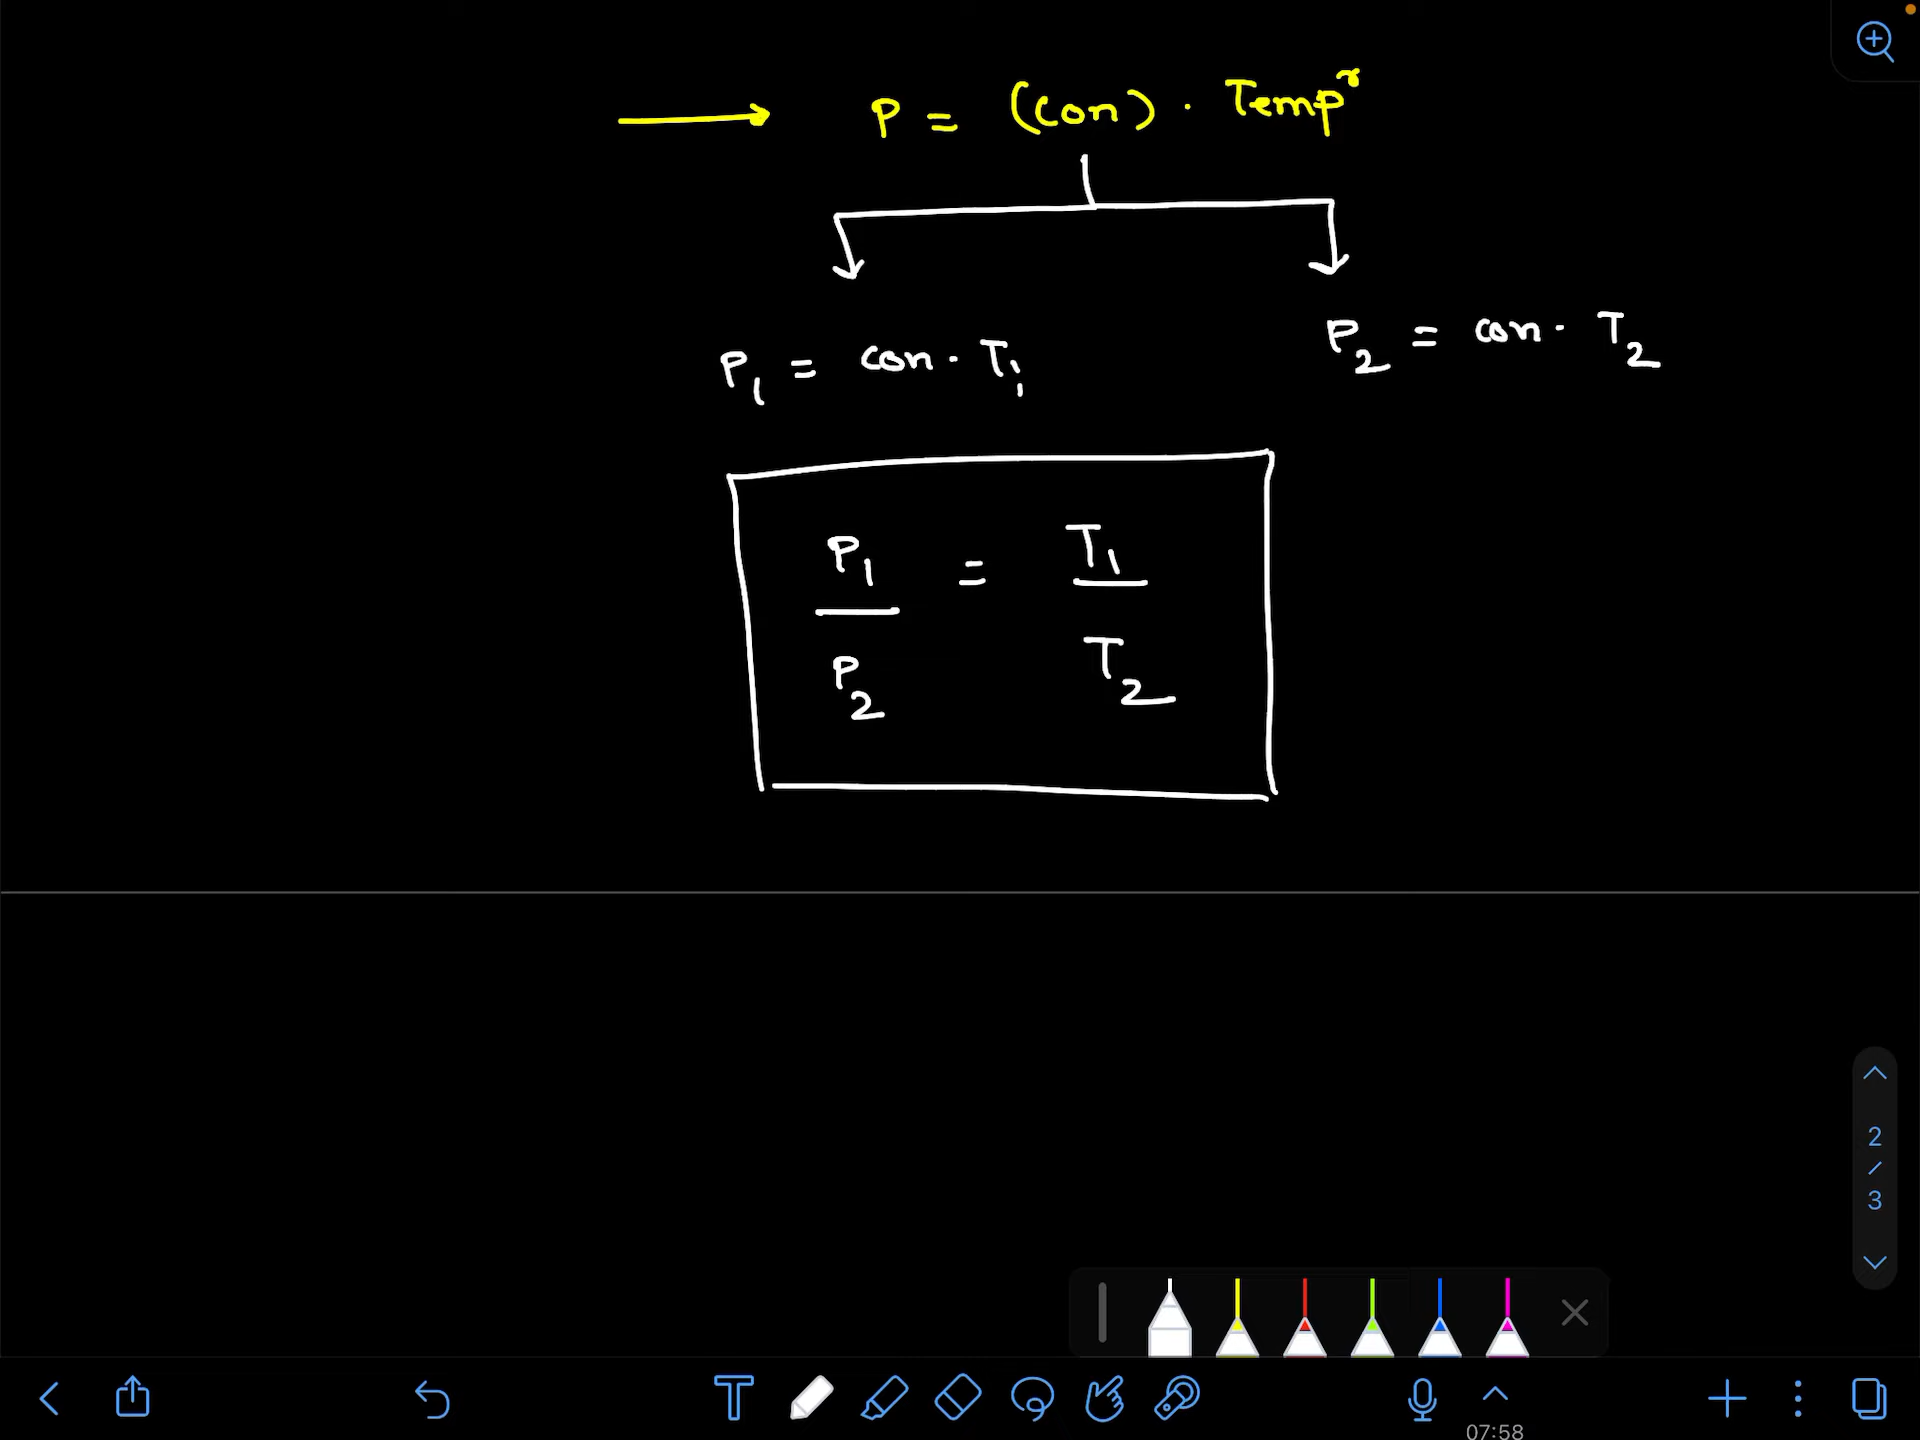 P = (con) · Temp^r
P₁ = con · T₁
P₂ = con · T₂
P₁ = T₁
P₂ T₂
2
/
3
T
07:58